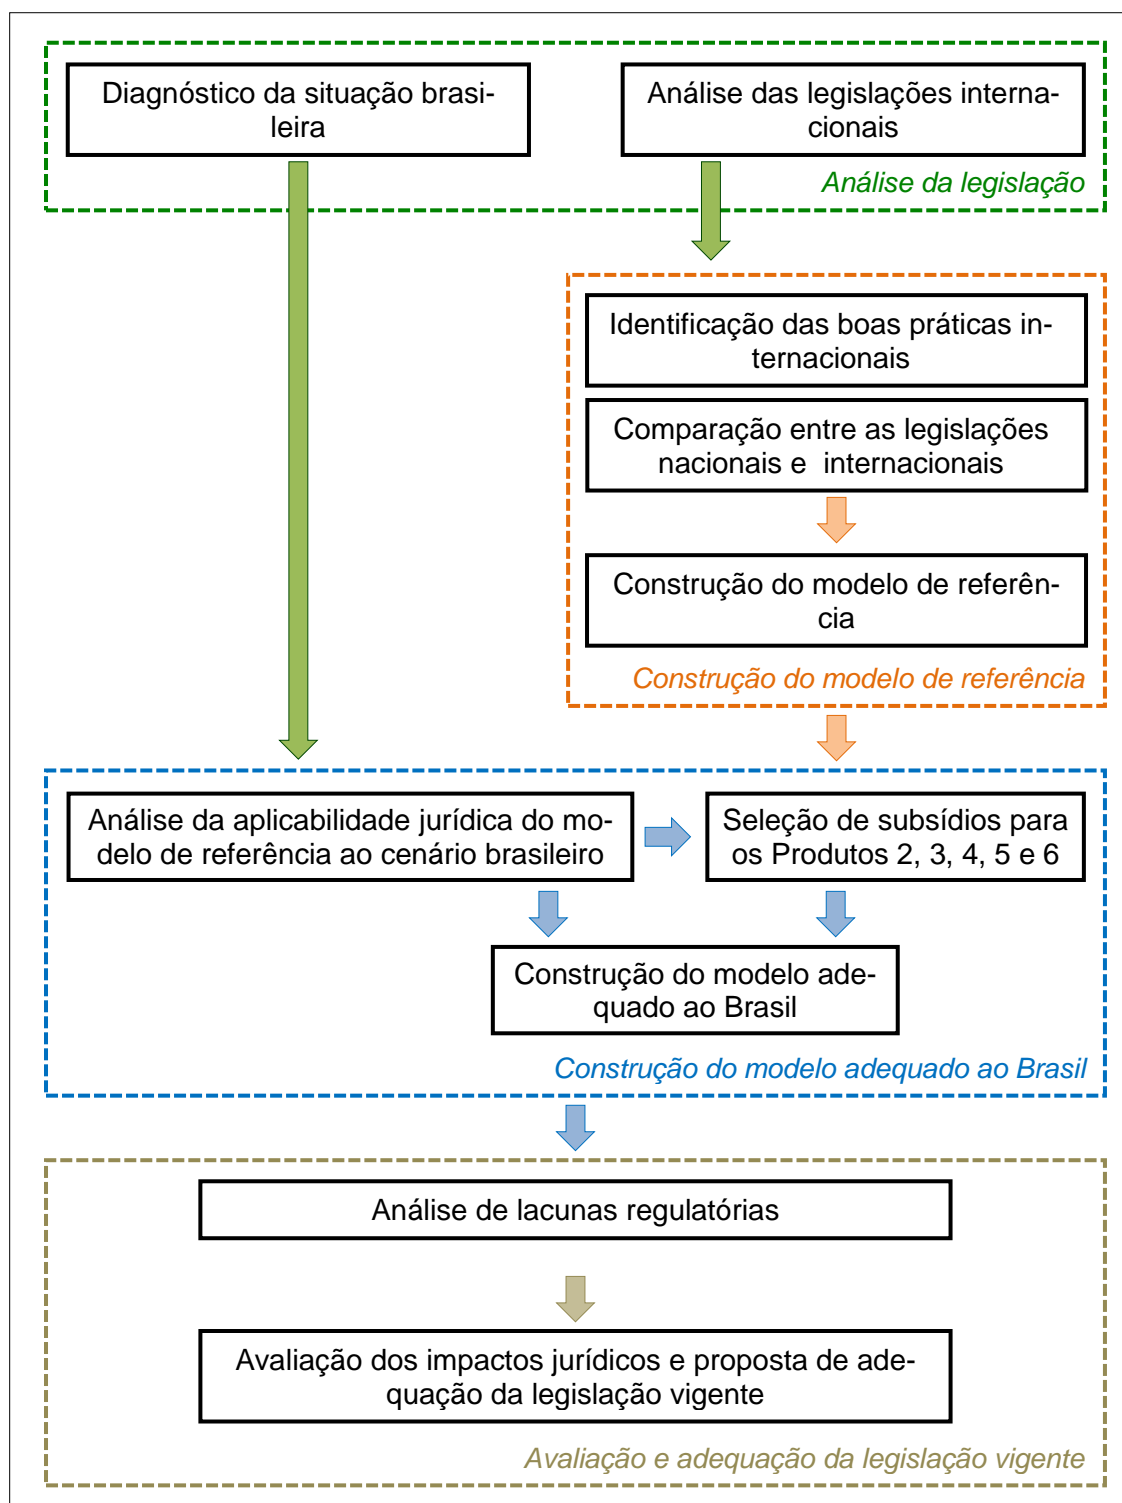 Diagnóstico da situação brasi-
leira
Análise das legislações interna-
cionais
Análise da legislação
Identificação das boas práticas in-
ternacionais
Comparação entre as legislações
nacionais e  internacionais
Construção do modelo de referên-
cia
Construção do modelo de referência
Análise da aplicabilidade jurídica do mo-
delo de referência ao cenário brasileiro
Seleção de subsídios para
os Produtos 2, 3, 4, 5 e 6
Construção do modelo ade-
quado ao Brasil
Construção do modelo adequado ao Brasil
Análise de lacunas regulatórias
Avaliação dos impactos jurídicos e proposta de ade-
quação da legislação vigente
Avaliação e adequação da legislação vigente